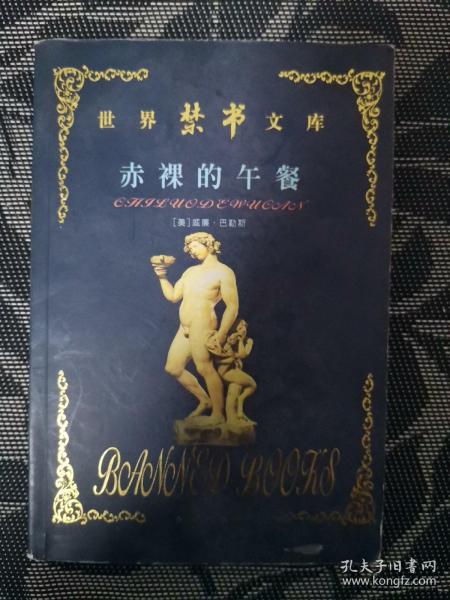 世界禁书文库
赤裸的午餐
CHILUODEWUCAN
[美]威廉·巴勒斯
BANNED BOOKS
孔夫子旧书网
www.kongfz.com